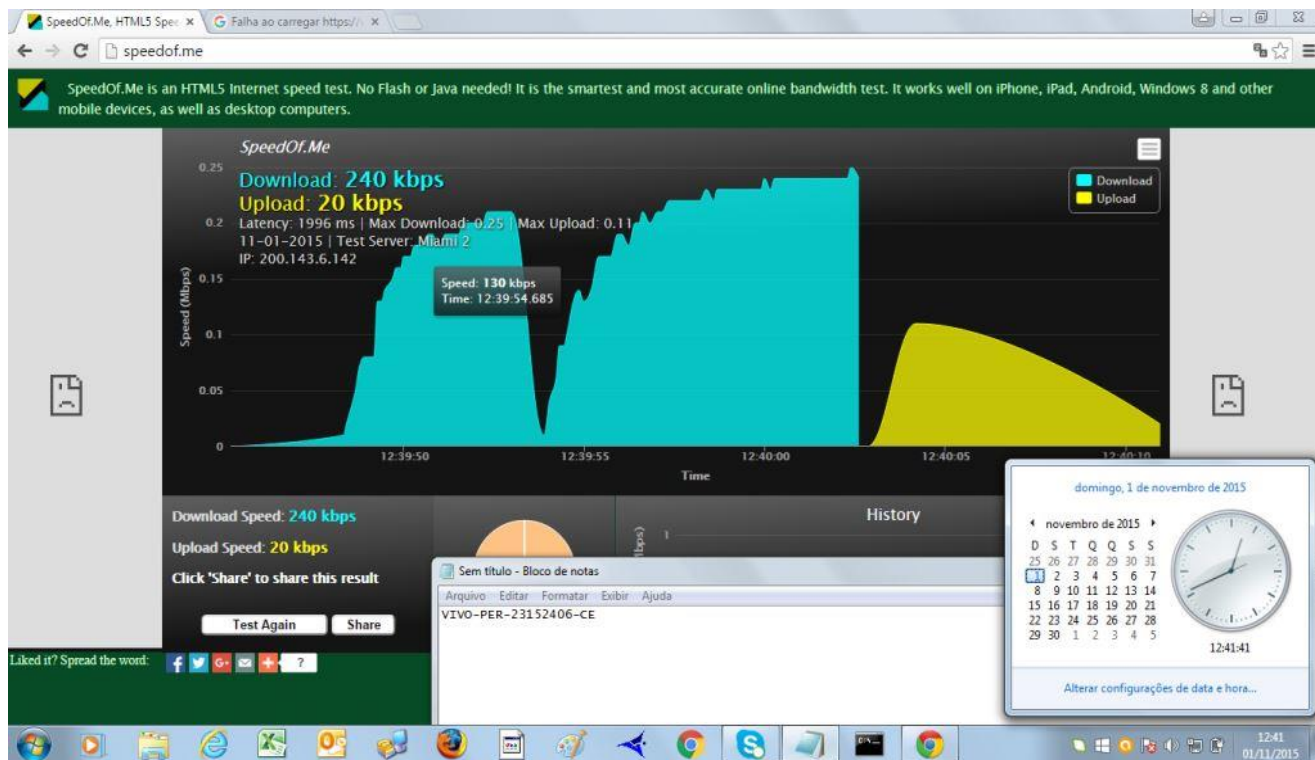 SpeedOf.Me, HTML5 Spee
Falha ao carregar https://
speedof.me
SpeedOf.Me is an HTML5 Internet speed test. No Flash or Java needed! It is the smartest and most accurate online bandwidth test. It works well on iPhone, iPad, Android, Windows 8 and other
mobile devices, as well as desktop computers.
SpeedOf.Me
Download: 240 kbps
Upload: 20 kbps
Latency: 1996 ms | Max Download: 0.25 | Max Upload: 0.11
11-01-2015 | Test Server: Miami 2
IP: 200.143.6.142
Download
Upload
Speed: 130 kbps
Time: 12:39:54.685
Speed (Mbps)
0.25
0.2
0.15
0.1
0.05
0
12:39:50 12:39:55 12:40:00 12:40:05 12:40:10
Time
Download Speed: 240 kbps
Upload Speed: 20 kbps
Click 'Share' to share this result
Test Again Share
History
1
Liked it? Spread the word:
?
Sem título - Bloco de notas
Arquivo Editar Formatar Exibir Ajuda
VIVO-PER-23152406-CE
domingo, 1 de novembro de 2015
novembro de 2015
D S T Q Q S S
25 26 27 28 29 30 31
1 2 3 4 5 6 7
8 9 10 11 12 13 14
15 16 17 18 19 20 21
22 23 24 25 26 27 28
29 30 1 2 3 4 5
12:41:41
Alterar configurações de data e hora...
12:41
01/11/2015